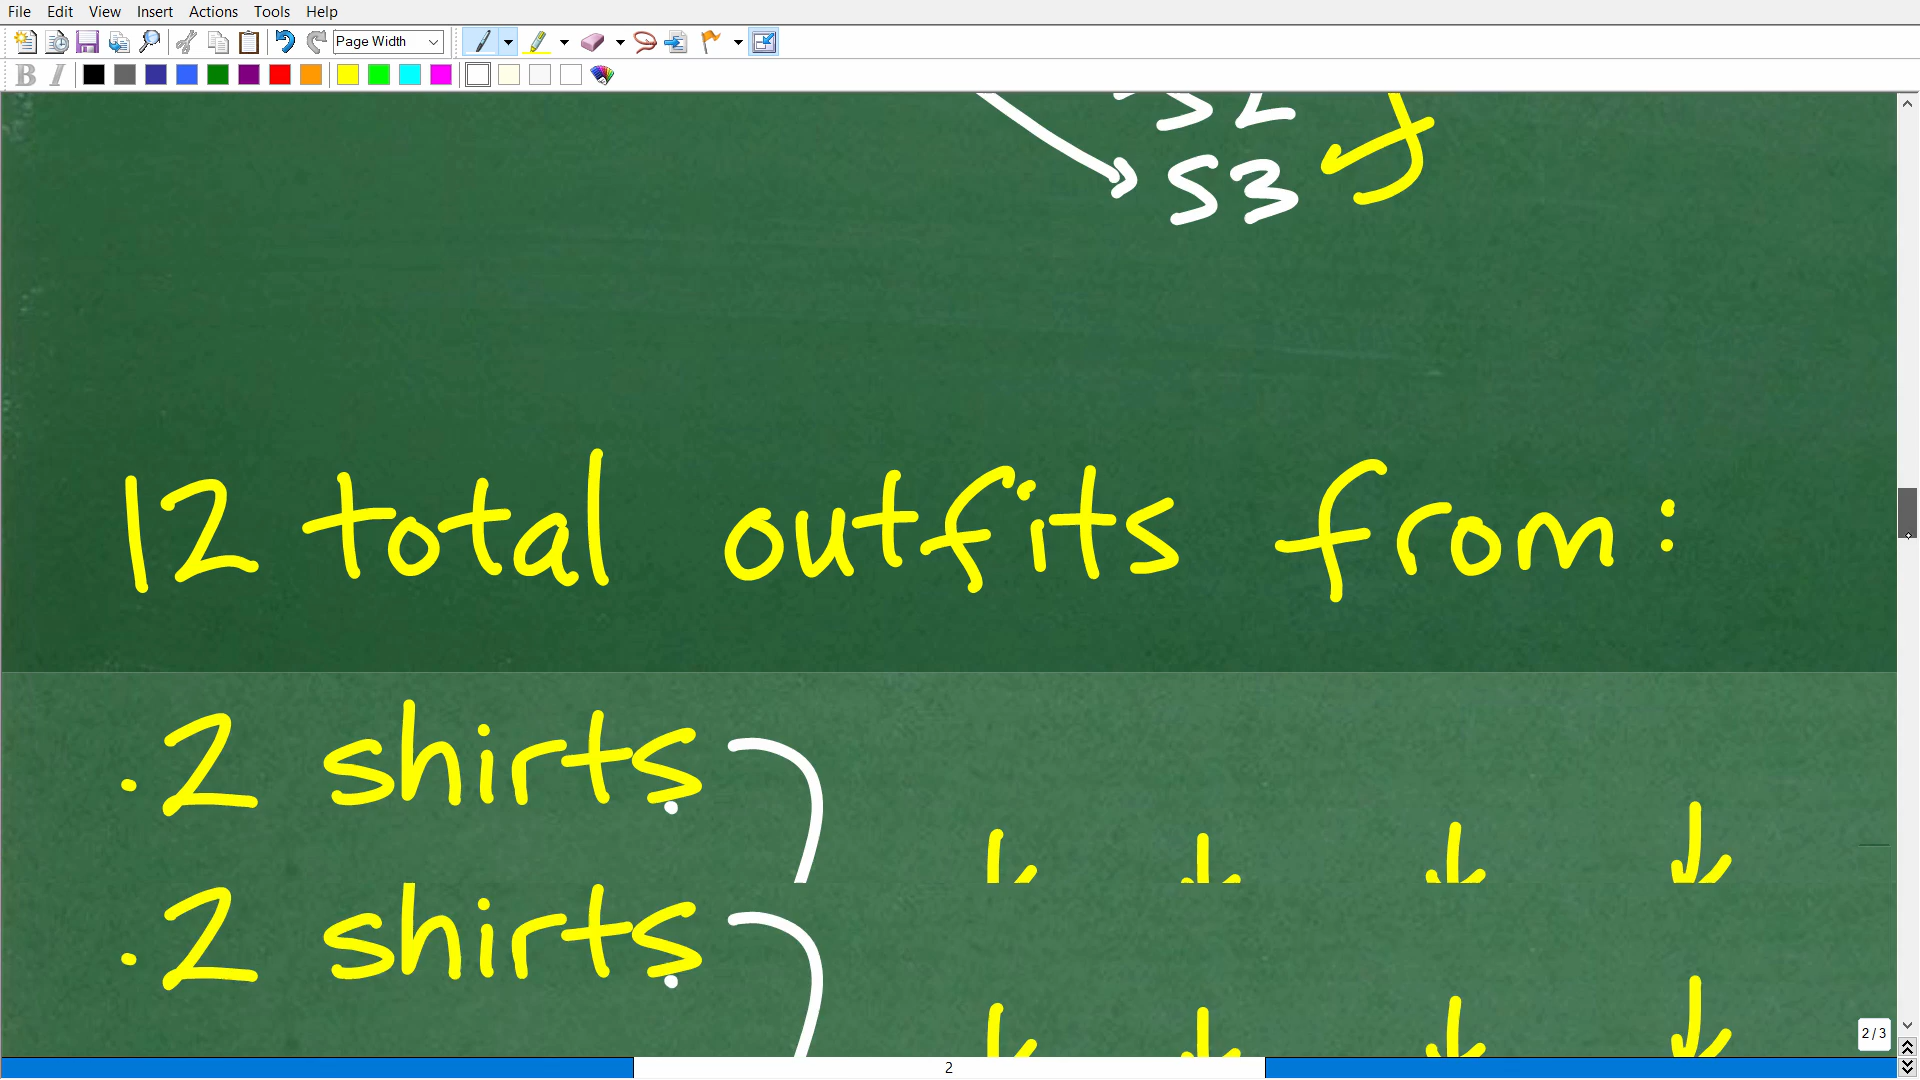 File Edit View Insert Actions Tools Help
Page Width
B I
S2
S3
12 total outfits from:
. 2 shirts
. 2 shirts
2 / 3
2